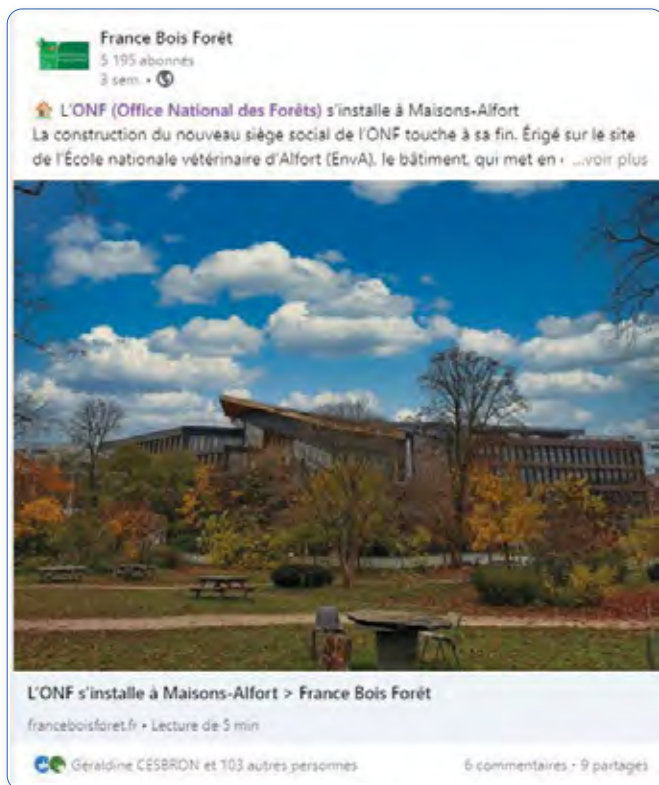 France Bois Forêt
5 195 abonnés
3 sem. •
L'ONF (Office National des Forêts) s'installe à Maisons-Alfort
La construction du nouveau siège social de l'ONF touche à sa fin. Érigé sur le site
de l'École nationale vétérinaire d'Alfort (EnvA), le bâtiment, qui met en ...voir plus
L'ONF s'installe à Maisons-Alfort > France Bois Forêt
franceboisforet.fr • Lecture de 5 min
Géraldine CESBRON et 103 autres personnes
6 commentaires • 9 partages